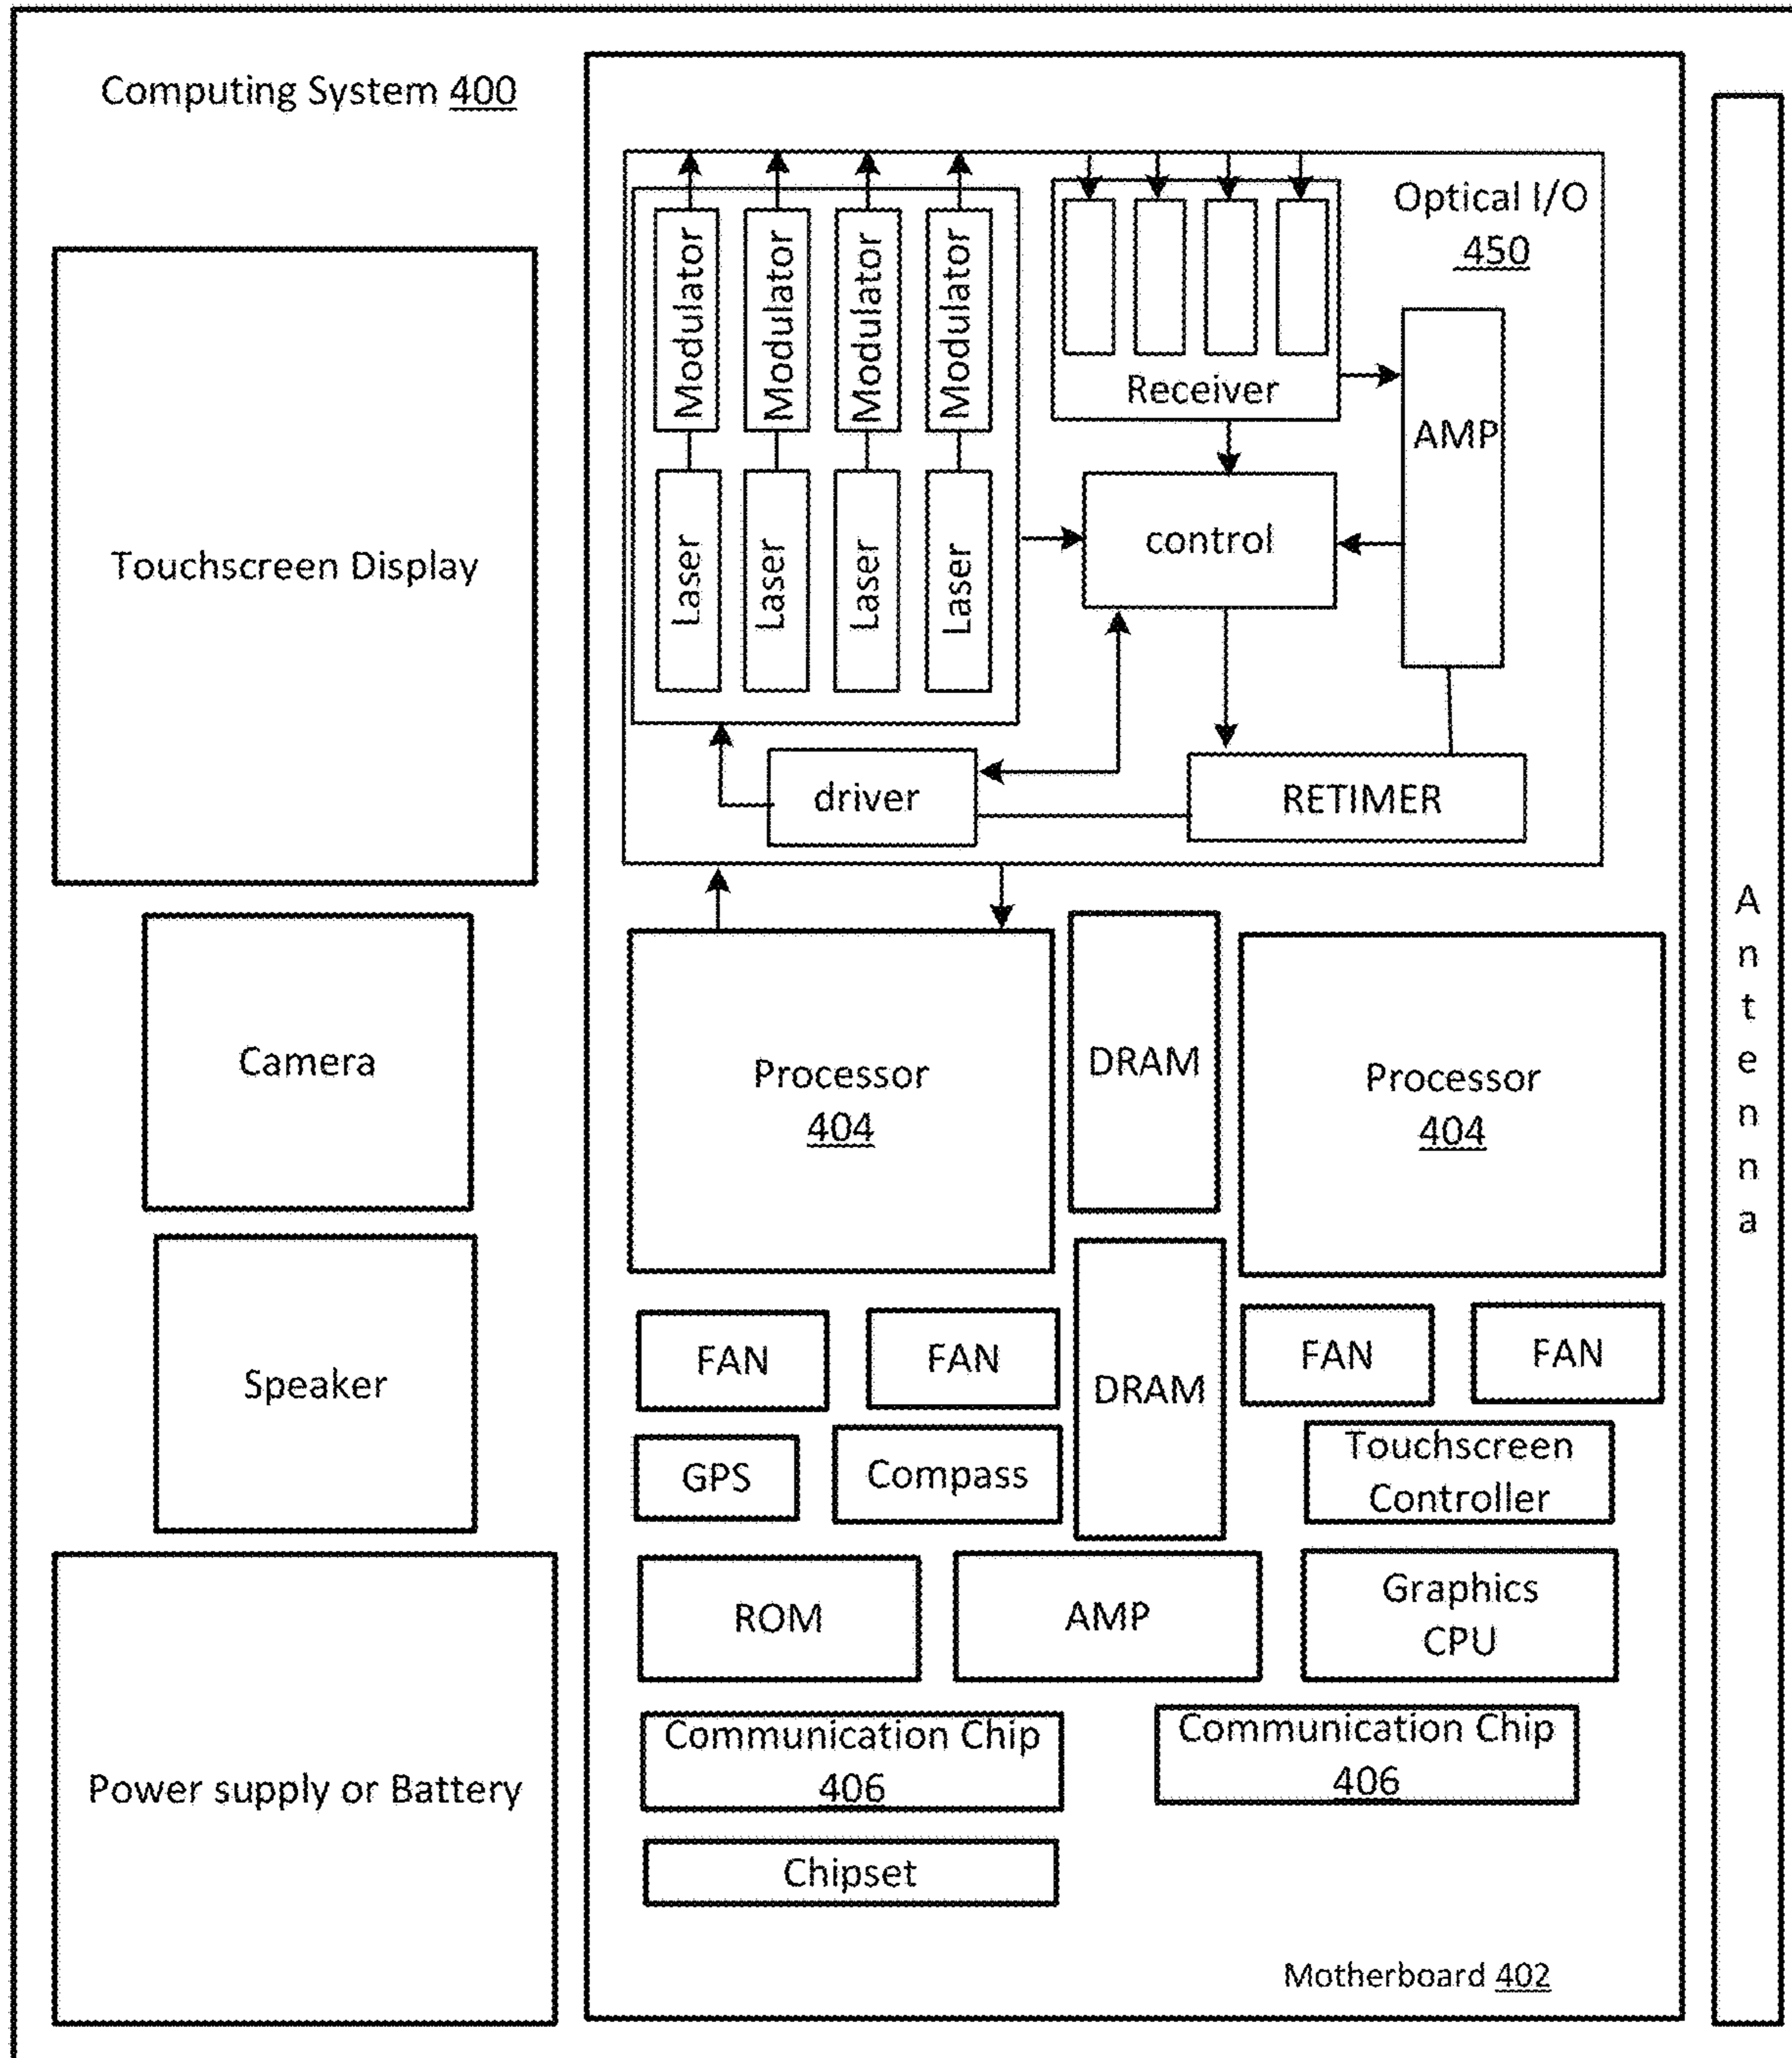 Computing System 400
Touchscreen Display
Camera
Speaker
Power supply or Battery
Modulator
Modulator
Modulator
Modulator
Laser
Laser
Laser
Laser
Receiver
Optical I/O
450
AMP
control
driver
RETIMER
Processor
404
DRAM
Processor
404
FAN
FAN
DRAM
FAN
FAN
GPS
Compass
Touchscreen
Controller
ROM
AMP
Graphics
CPU
Communication Chip
406
Communication Chip
406
Chipset
Motherboard 402
Antenna